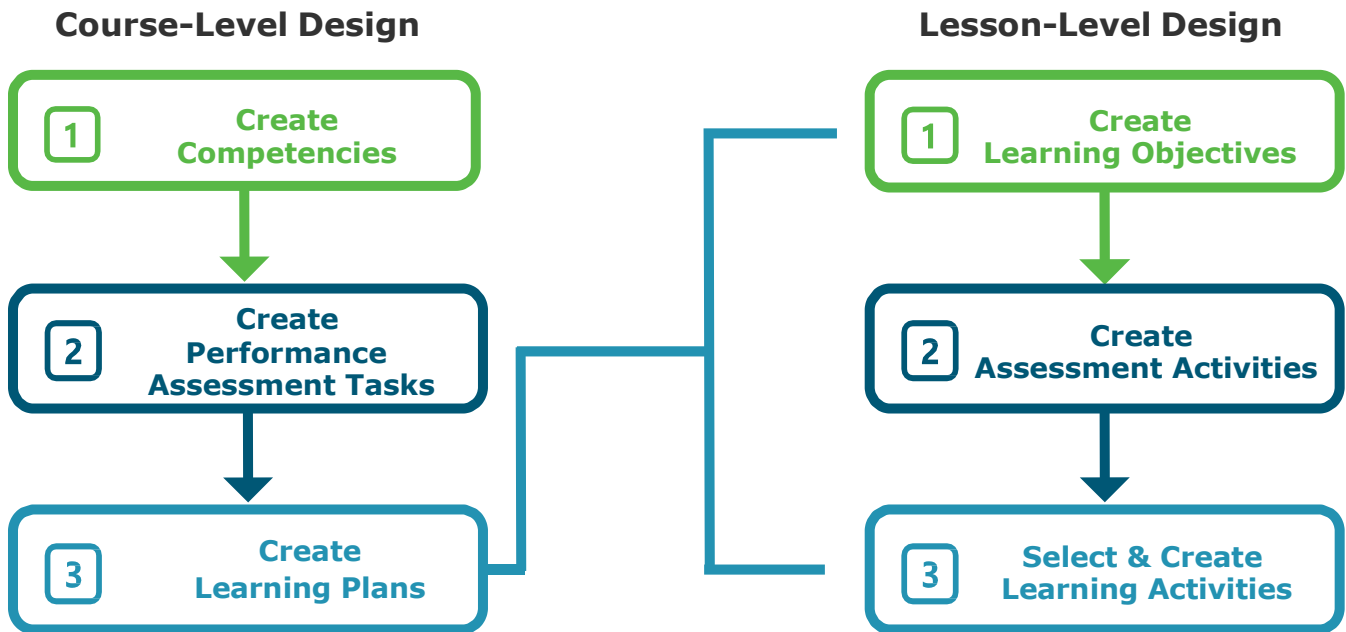 Course-Level Design
1
Create
Competencies
2
Create
Performance
Assessment Tasks
3
Create
Learning Plans
Lesson-Level Design
1
Create
Learning Objectives
2
Create
Assessment Activities
3
Select & Create
Learning Activities